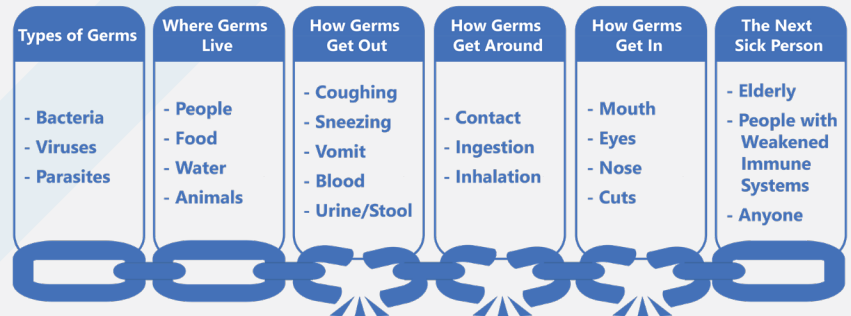 Types of Germs
- Bacteria
- Viruses
- Parasites
Where Germs
Live
- People
- Food
- Water
- Animals
How Germs
Get Out
- Coughing
- Sneezing
- Vomit
- Blood
- Urine/Stool
How Germs
Get Around
- Contact
- Ingestion
- Inhalation
How Germs
Get In
- Mouth
- Eyes
- Nose
- Cuts
The Next
Sick Person
- Elderly
- People with
Weakened
Immune
Systems
- Anyone